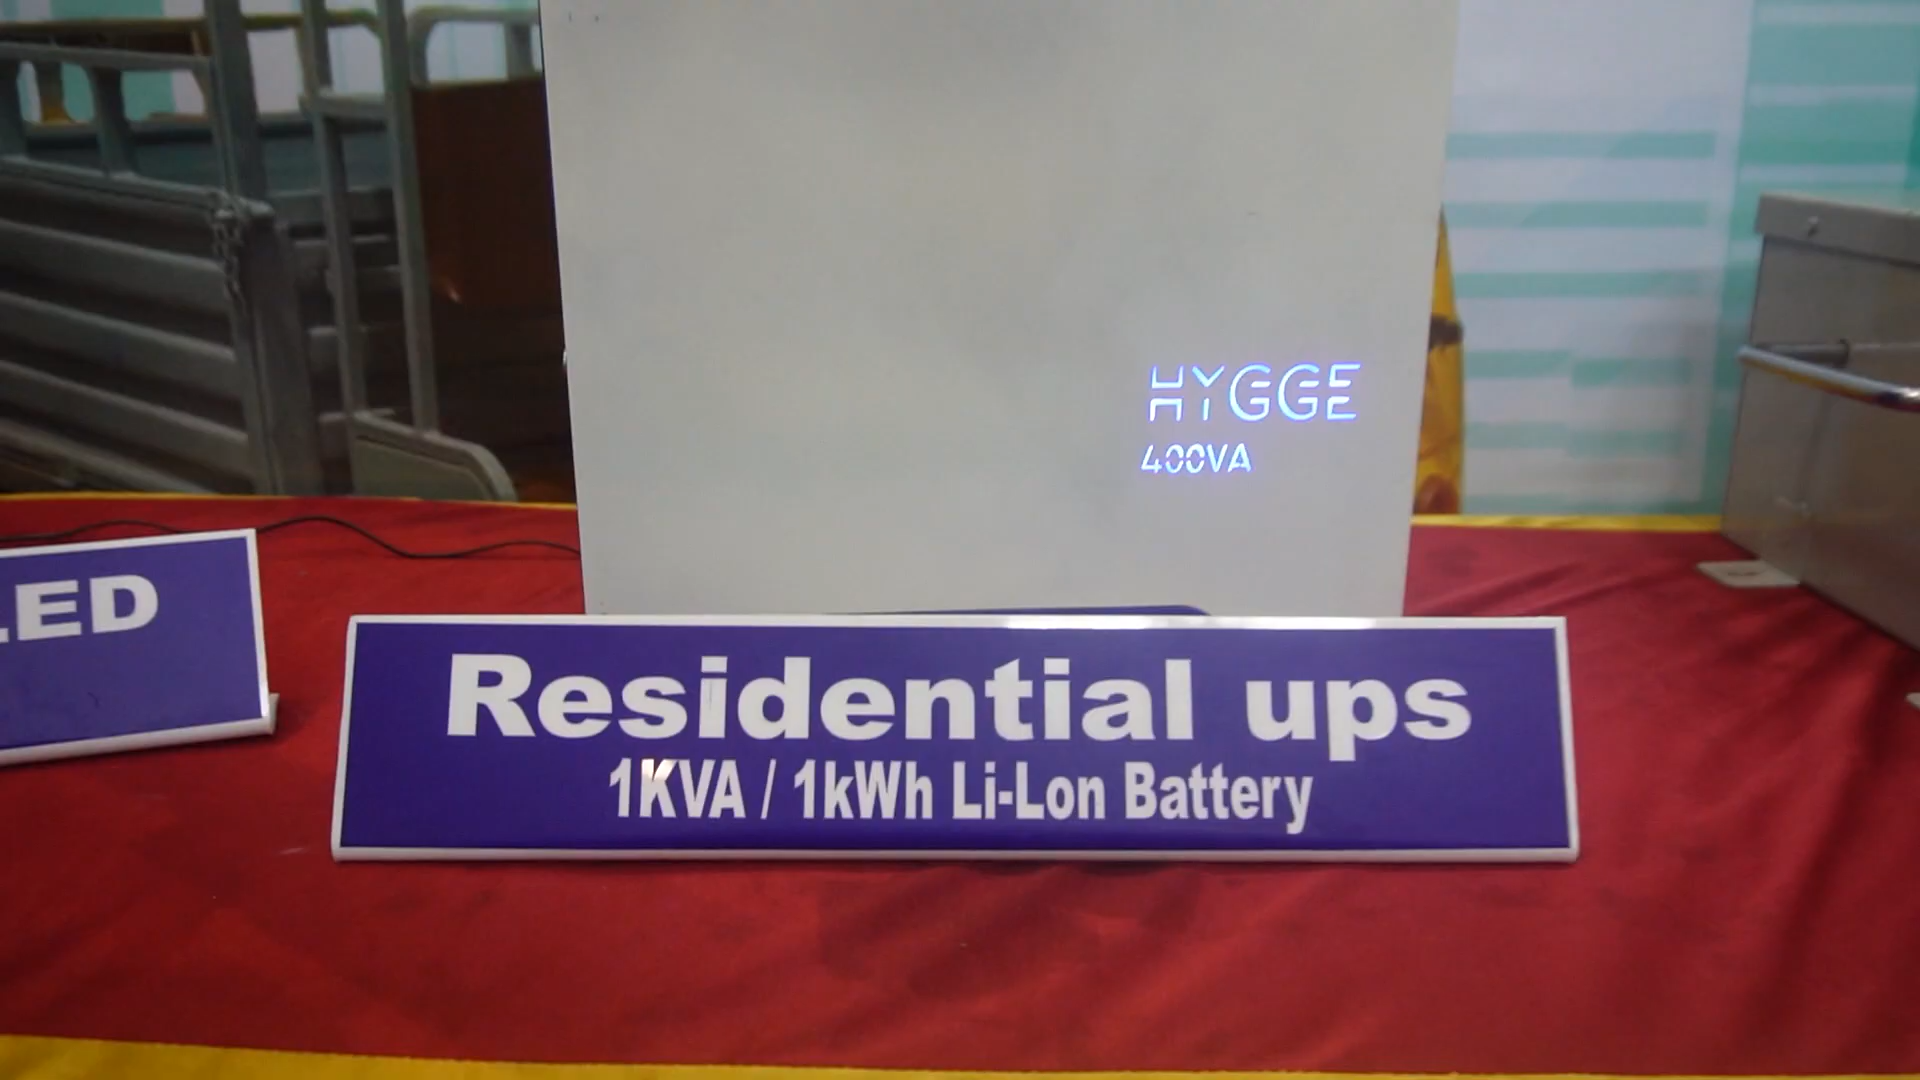 HYGGE
400VA
LED
Residential ups
1KVA / 1kWh Li-Lon Battery